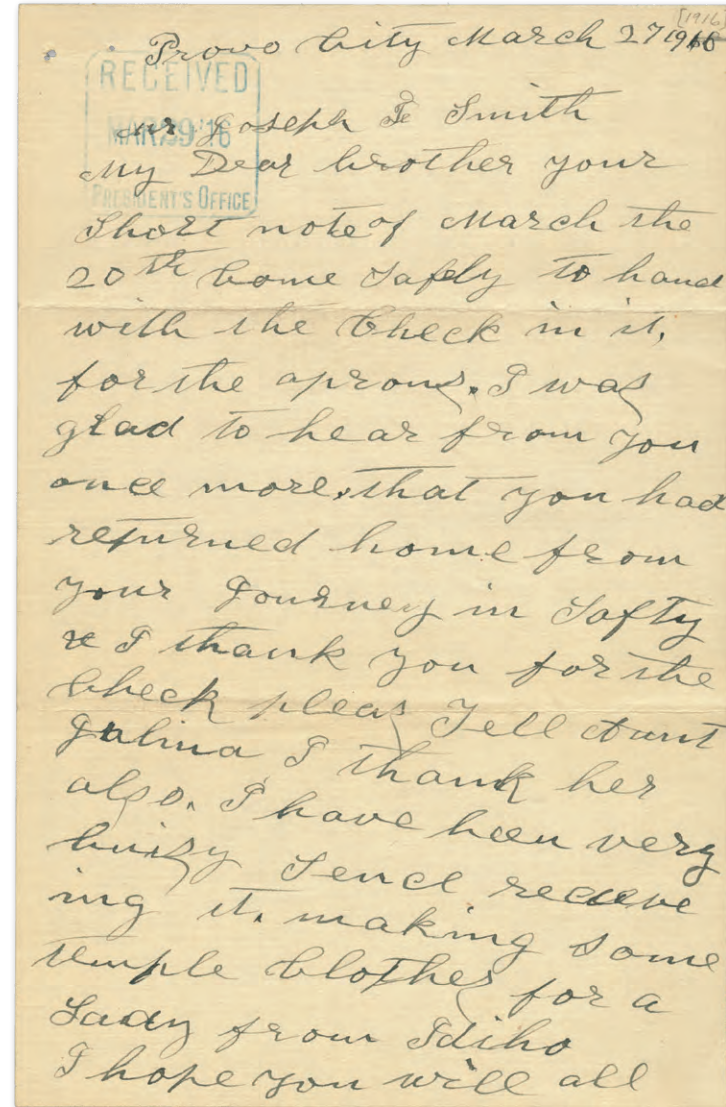 [1916]
Provo City March 27 1916
RECEIVED
MAR 29 '16
PRESIDENT'S OFFICE
Mr Joseph F Smith
My Dear brother your
Short note of March the
20th Come Safely to hand
with the Check in it,
for the aprons. I was
glad to hear from you
once more, that you had
returned home from
your Journey in Safty
& I thank you for the
Check pleas Tell Aunt
Julina I thank her
also. I have been very
buisy Sence recieve
ing it. making some
temple Clothes for a
Lady from Idiho
I hope you will all